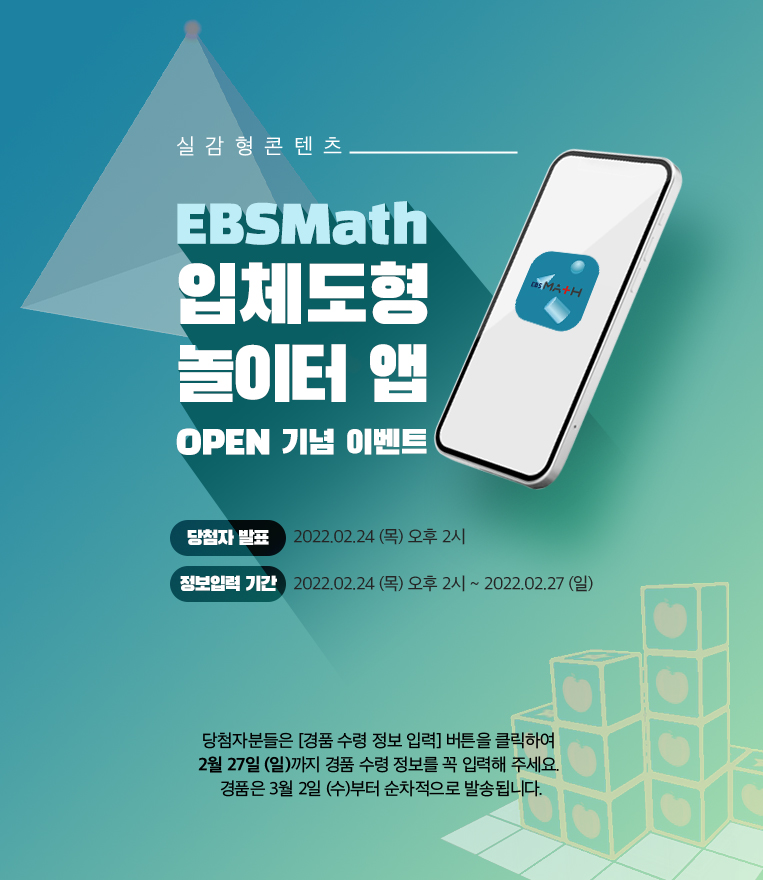 실감형콘텐츠
EBSMath
입체도형
놀이터 앱
OPEN 기념 이벤트
EBS MATH
당첨자 발표 2022.02.24 (목) 오후 2시
정보입력 기간 2022.02.24 (목) 오후 2시 ~ 2022.02.27 (일)
당첨자분들은 [경품 수령 정보 입력] 버튼을 클릭하여
2월 27일 (일)까지 경품 수령 정보를 꼭 입력해 주세요.
경품은 3월 2일 (수)부터 순차적으로 발송됩니다.